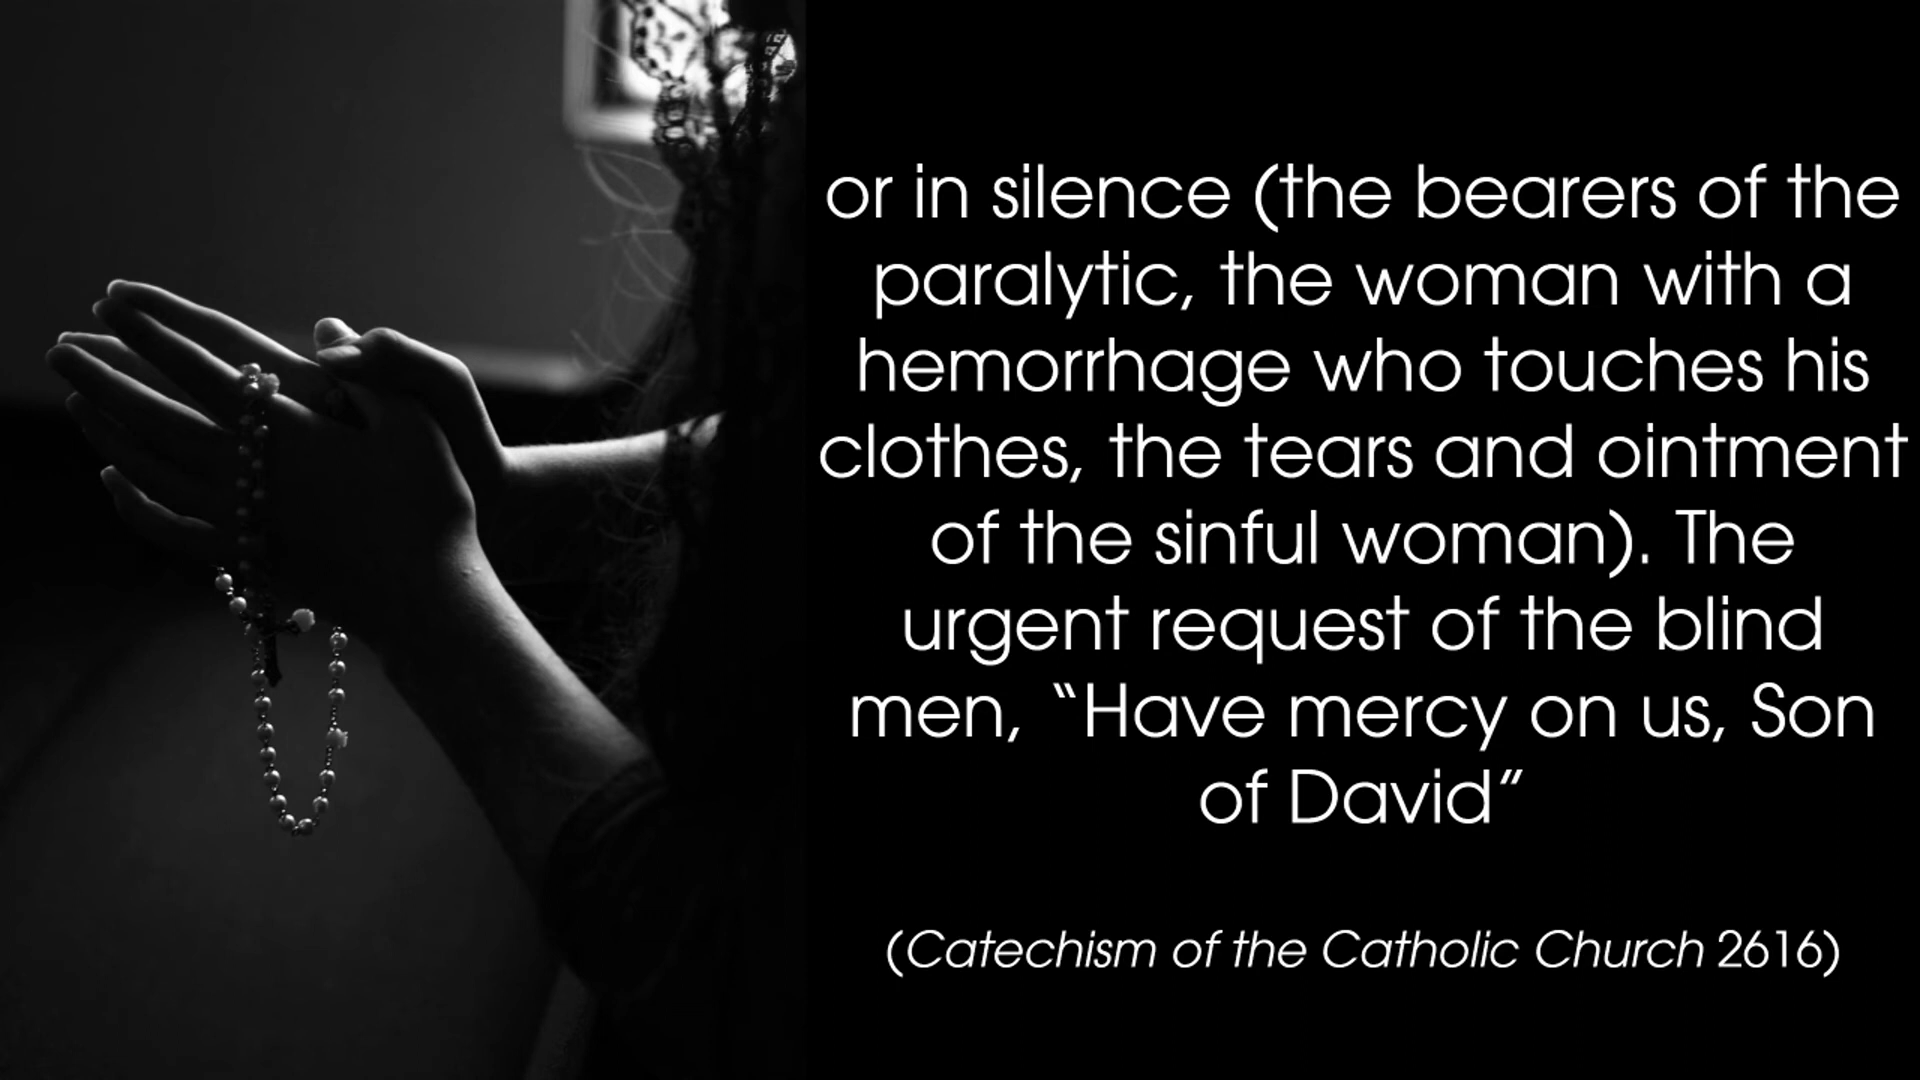 or in silence (the bearers of the
paralytic, the woman with a
hemorrhage who touches his
clothes, the tears and ointment
of the sinful woman). The
urgent request of the blind
men, “Have mercy on us, Son
of David”
(Catechism of the Catholic Church 2616)